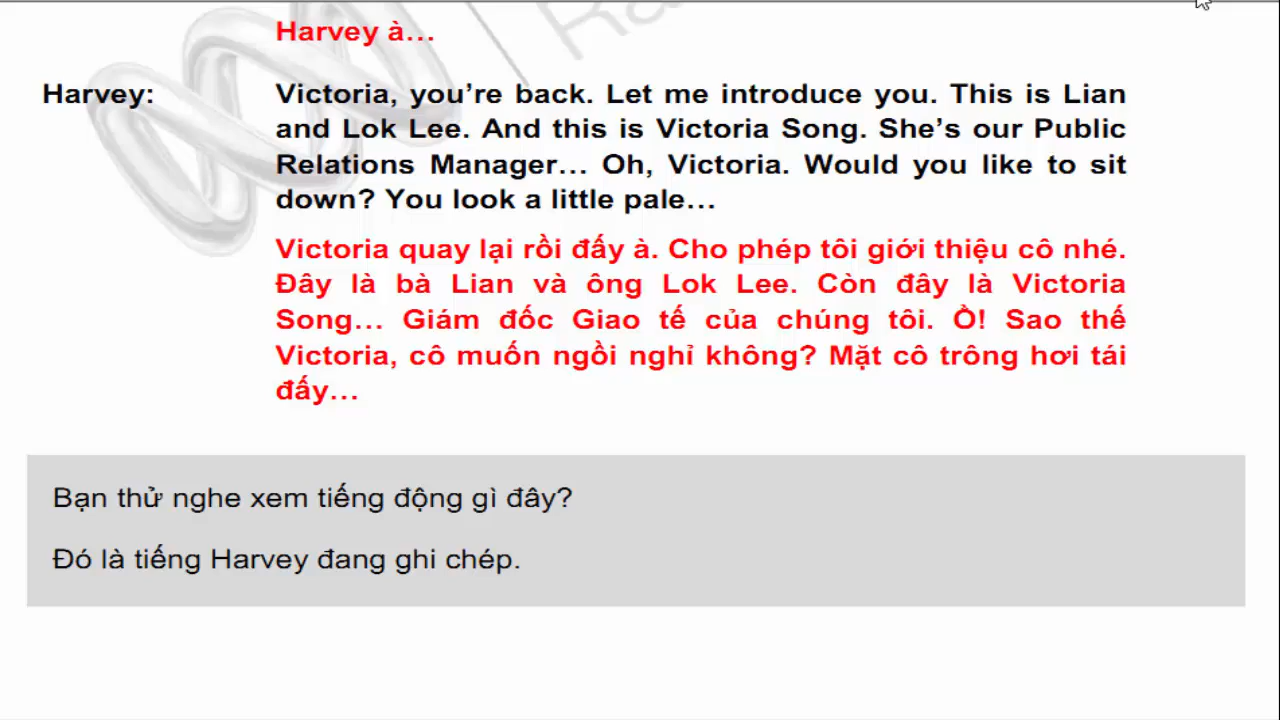 Harvey à...
Harvey: Victoria, you're back. Let me introduce you. This is Lian
and Lok Lee. And this is Victoria Song. She's our Public
Relations Manager... Oh, Victoria. Would you like to sit
down? You look a little pale...
Victoria quay lại rồi đấy à. Cho phép tôi giới thiệu cô nhé.
Đây là bà Lian và ông Lok Lee. Còn đây là Victoria
Song... Giám đốc Giao tế của chúng tôi. Ồ! Sao thế
Victoria, cô muốn ngồi nghỉ không? Mặt cô trông hơi tái
đấy...
Bạn thử nghe xem tiếng động gì đây?
Đó là tiếng Harvey đang ghi chép.